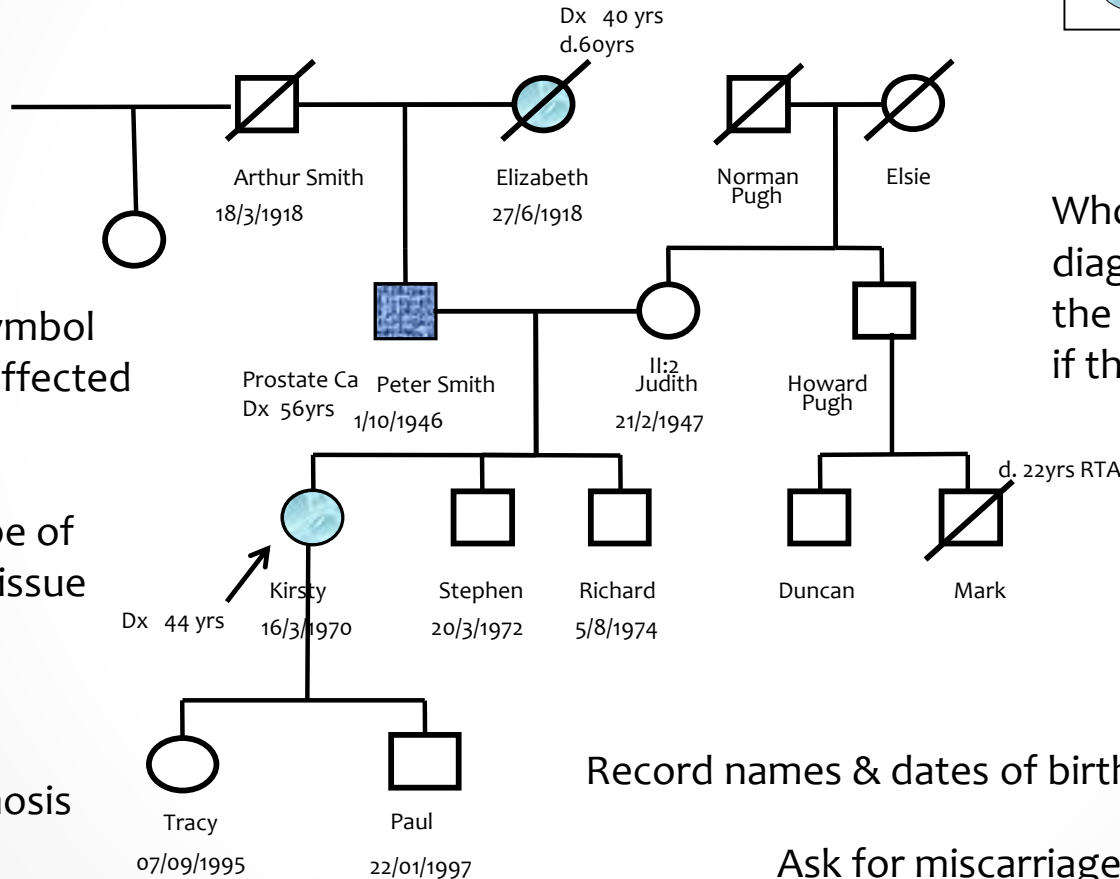 Dx 40 yrs
d.60yrs
Arthur Smith
18/3/1918
Elizabeth
27/6/1918
Norman
Pugh
Elsie
Who
diag
the
if th
ymbol
ffected
Prostate Ca
Dx 56yrs
Peter Smith
1/10/1946
II:2
Judith
21/2/1947
Howard
Pugh
d. 22yrs RTA
pe of
issue
Dx 44 yrs
Kirsty
16/3/1970
Stephen
20/3/1972
Richard
5/8/1974
Duncan
Mark
Record names & dates of birth
nosis
Tracy
07/09/1995
Paul
22/01/1997
Ask for miscarriage